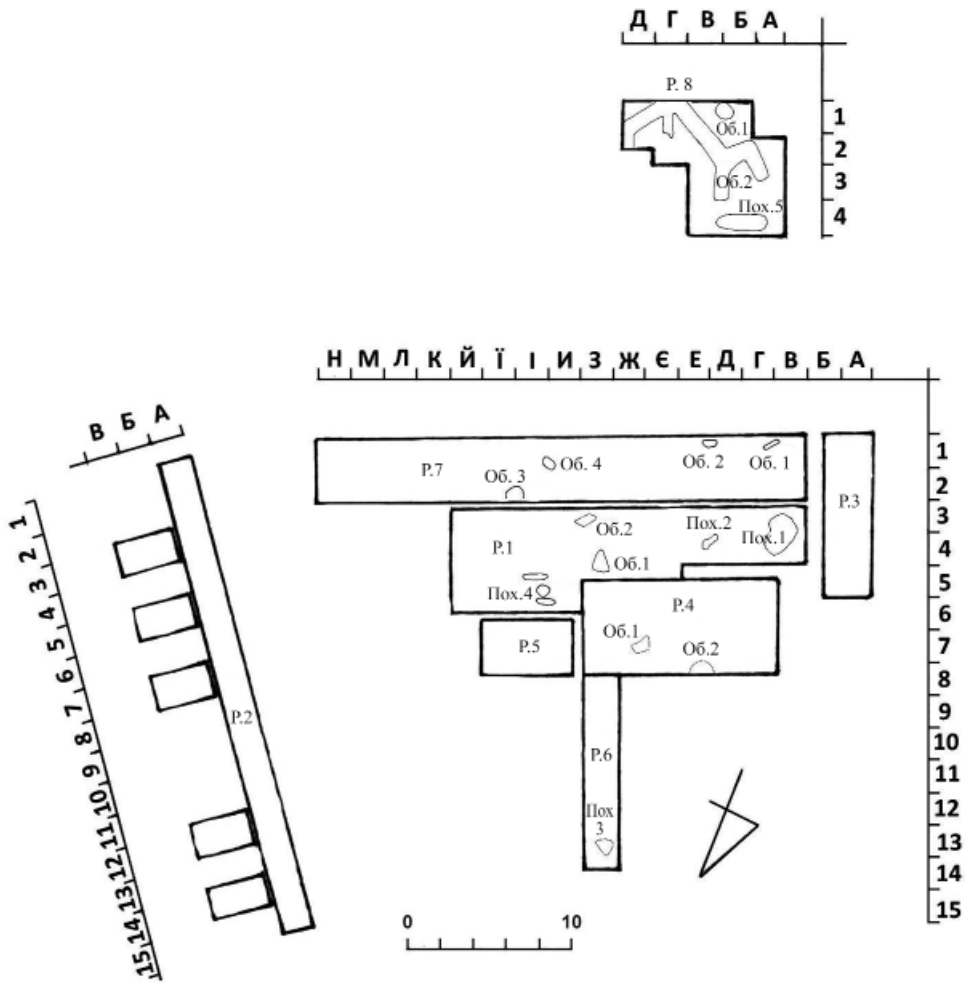 Д Г В Б А
Р. 8
Об.1
Об.2
Пох.5
1
2
3
4
Н М Л К Й Ї І И З Ж Є Е Д Г В Б А
Р.7
Об. 3
Об. 4
Об. 2
Об. 1
Р.3
Р.1
Об.2
Пох.2
Пох.1
Об.1
Пох.4
Р.4
Об.1
Об.2
Р.5
Р.6
Пох
3
1
2
3
4
5
6
7
8
9
10
11
12
13
14
15
В Б А
Р.2
1
2
3
4
5
6
7
8
9
10
11
12
13
14
15
0 10